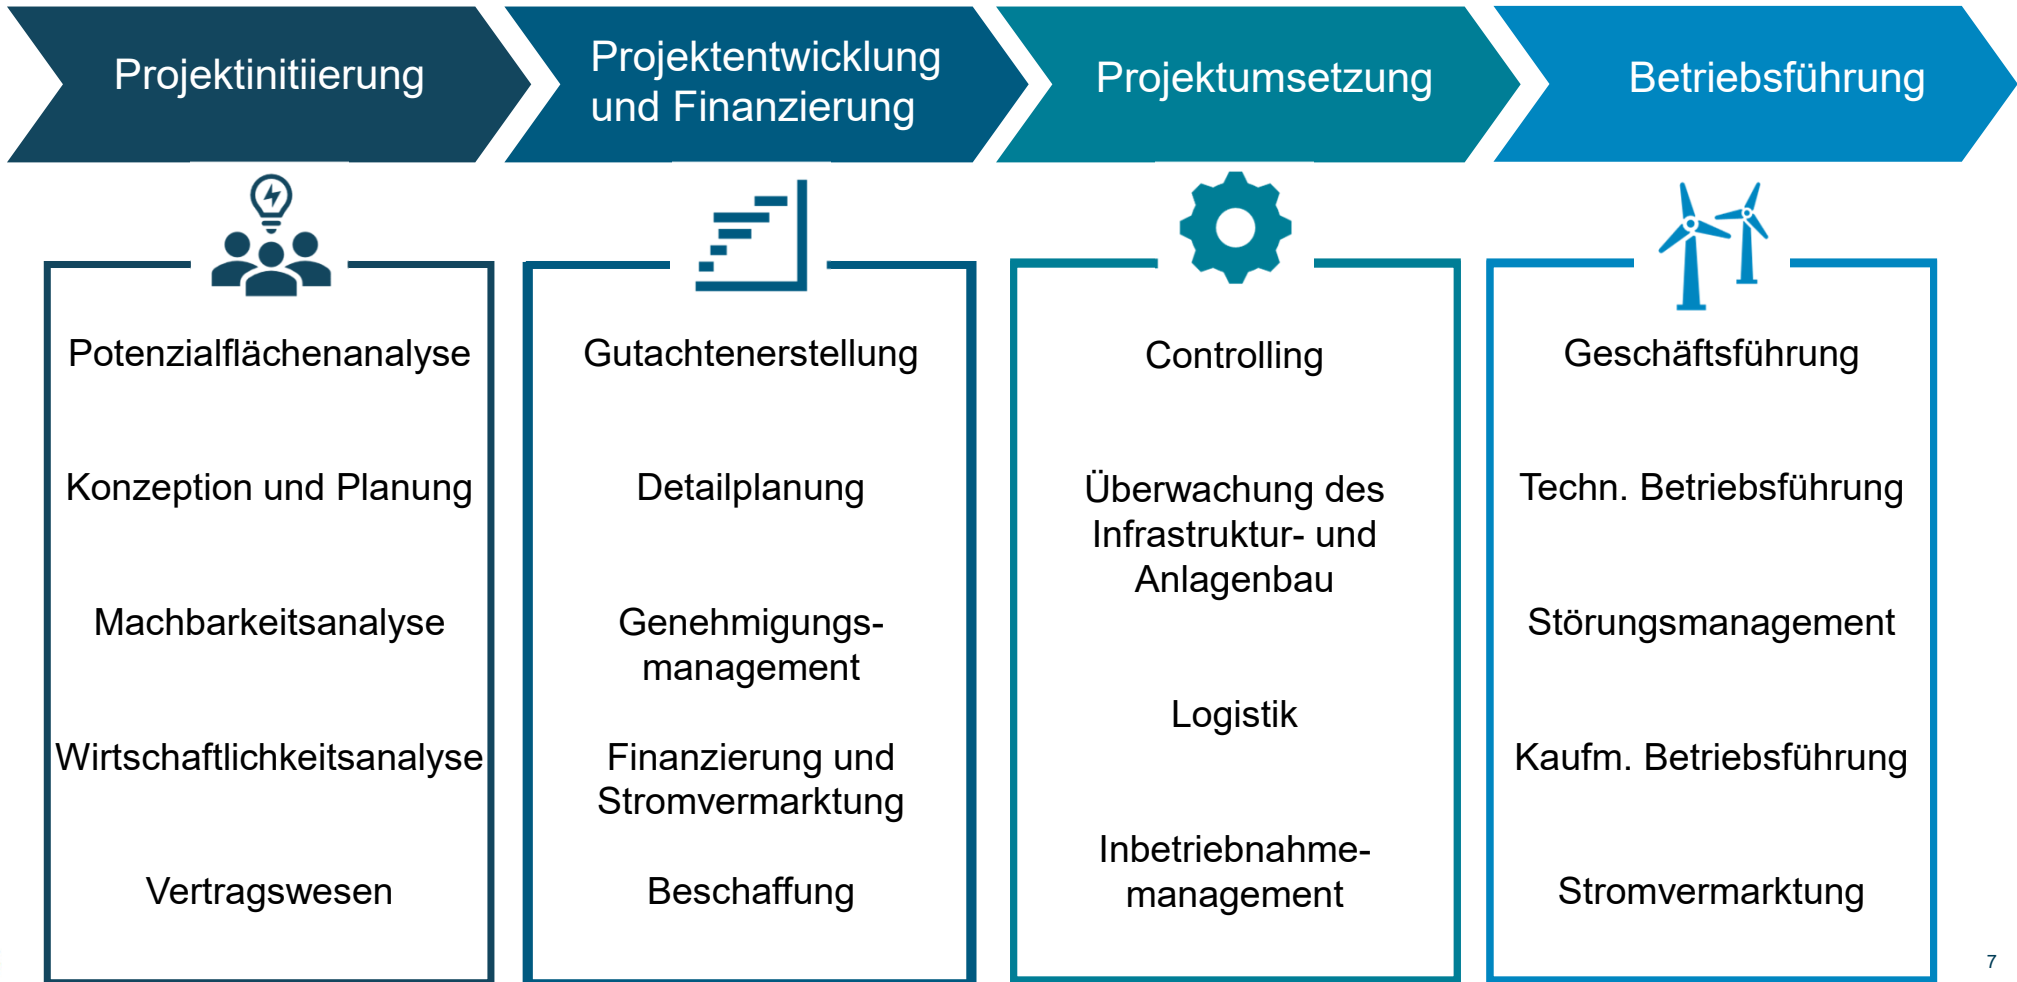 Projektinitiierung
Projektentwicklung
und Finanzierung
Projektumsetzung
Betriebsführung
Potenzialflächenanalyse
Konzeption und Planung
Machbarkeitsanalyse
Wirtschaftlichkeitsanalyse
Vertragswesen
Gutachtenerstellung
Detailplanung
Genehmigungs-
management
Finanzierung und
Stromvermarktung
Beschaffung
Controlling
Überwachung des
Infrastruktur- und
Anlagenbau
Logistik
Inbetriebnahme-
management
Geschäftsführung
Techn. Betriebsführung
Störungsmanagement
Kaufm. Betriebsführung
Stromvermarktung
7